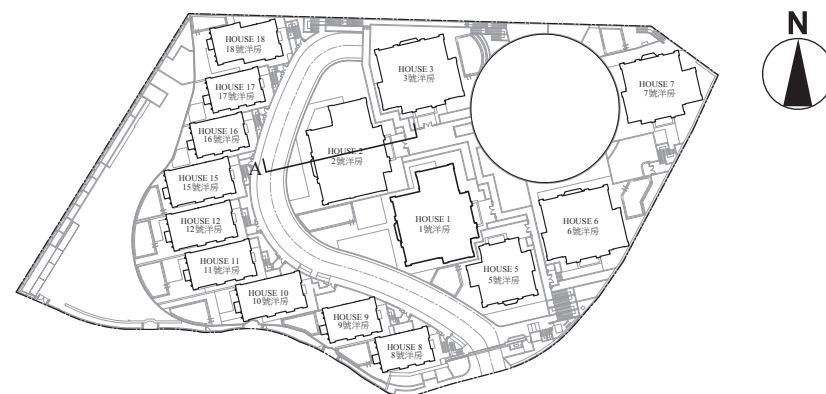 N
HOUSE 18
18號洋房
HOUSE 17
17號洋房
HOUSE 16
16號洋房
HOUSE 15
15號洋房
HOUSE 12
12號洋房
HOUSE 11
11號洋房
HOUSE 10
10號洋房
HOUSE 9
9號洋房
HOUSE 8
8號洋房
HOUSE 3
3號洋房
HOUSE 2
2號洋房
A
HOUSE 1
1號洋房
HOUSE 5
5號洋房
HOUSE 6
6號洋房
HOUSE 7
7號洋房